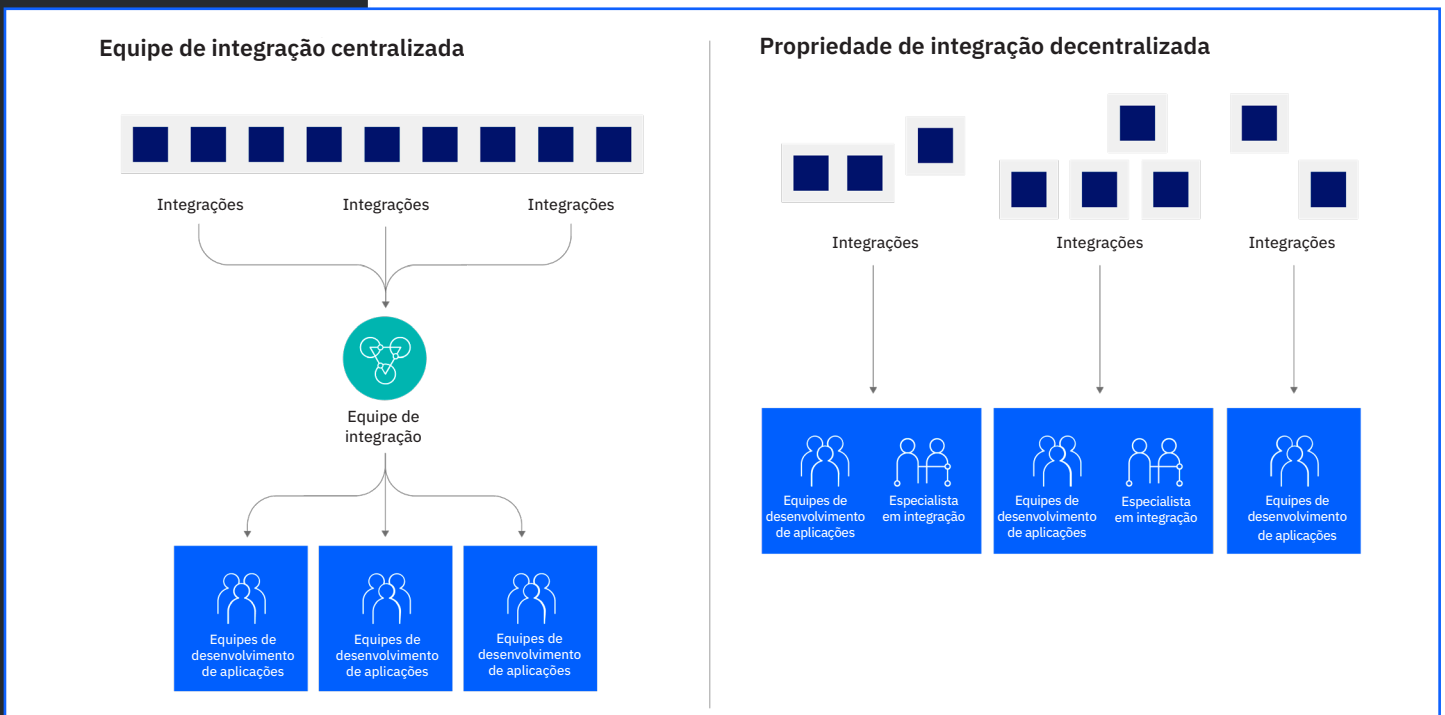 Equipe de integração centralizada
Integrações
Integrações
Integrações
Equipe de
integração
Equipes de
desenvolvimento
de aplicações
Equipes de
desenvolvimento
de aplicações
Equipes de
desenvolvimento
de aplicações
Propriedade de integração decentralizada
Integrações
Integrações
Integrações
Equipes de
desenvolvimento
de aplicações
Especialista
em integração
Equipes de
desenvolvimento
de aplicações
Especialista
em integração
Equipes de
desenvolvimento
de aplicações